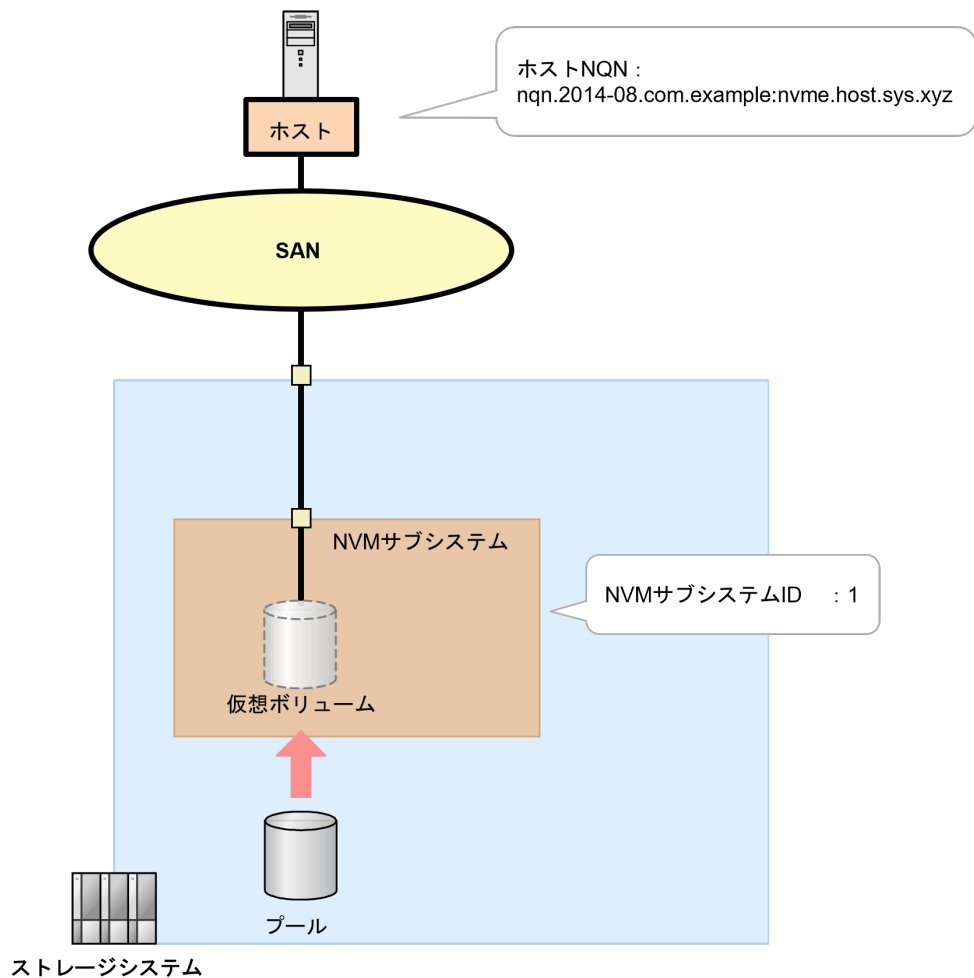 ホストNQN：
nqn.2014-08.com.example:nvme.host.sys.xyz
ホスト
SAN
NVMサブシステム
NVMサブシステムID　：1
仮想ボリューム
プール
ストレージシステム